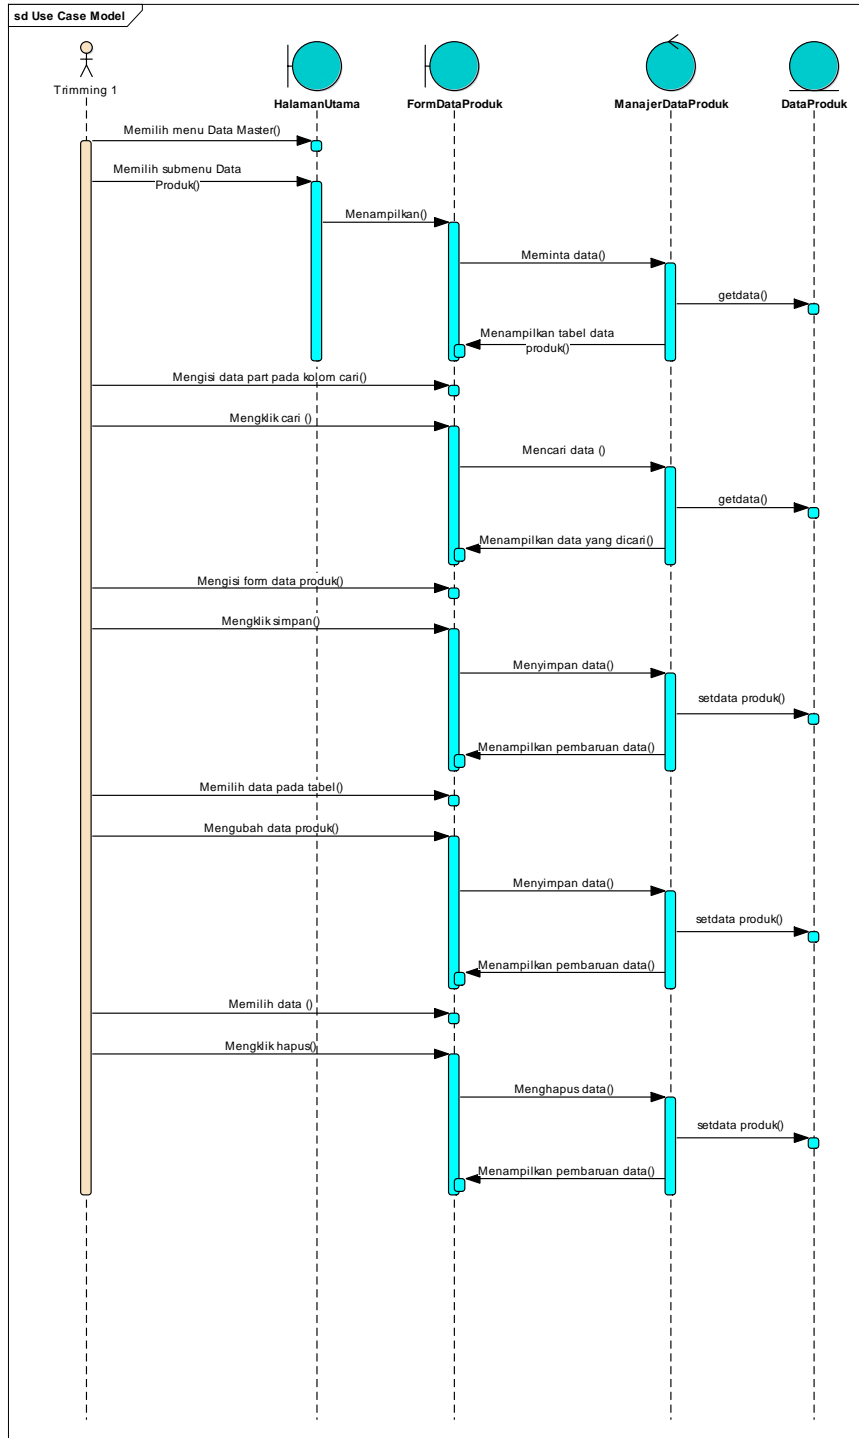 sd Use Case Model
Trimming 1
HalamanUtama
FormDataProduk
ManajerDataProduk
DataProduk
Memilih menu Data Master()
Memilih submenu Data
Produk()
Menampilkan()
Meminta data()
getdata()
Menampilkan tabel data
produk()
Mengisi data part pada kolom cari()
Mengklik cari ()
Mencari data ()
getdata()
Menampilkan data yang dicari()
Mengisi form data produk()
Mengklik simpan()
Menyimpan data()
setdata produk()
Menampilkan pembaruan data()
Memilih data pada tabel()
Mengubah data produk()
Menyimpan data()
setdata produk()
Menampilkan pembaruan data()
Memilih data ()
Mengklik hapus()
Menghapus data()
setdata produk()
Menampilkan pembaruan data()